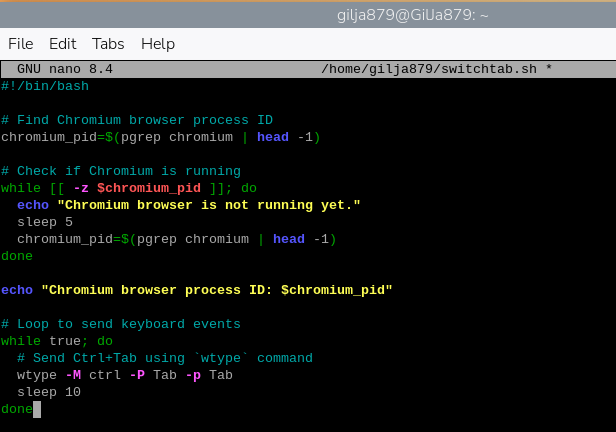 gilja879@GilJa879: ~
File Edit Tabs Help
GNU nano 8.4 /home/gilja879/switchtab.sh *
#!/bin/bash
# Find Chromium browser process ID
chromium_pid=$(pgrep chromium | head -1)
# Check if Chromium is running
while [[ -z $chromium_pid ]]; do
  echo "Chromium browser is not running yet."
  sleep 5
  chromium_pid=$(pgrep chromium | head -1)
done
echo "Chromium browser process ID: $chromium_pid"
# Loop to send keyboard events
while true; do
  # Send Ctrl+Tab using `wtype` command
  wtype -M ctrl -P Tab -p Tab
  sleep 10
done